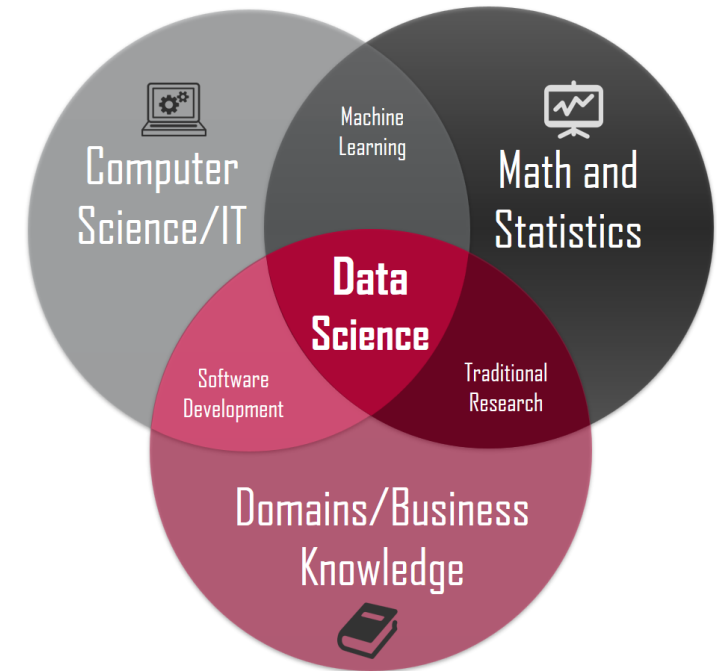 Machine
Learning
Computer
Science/IT
Math and
Statistics
Data
Science
Software
Development
Traditional
Research
Domains/Business
Knowledge